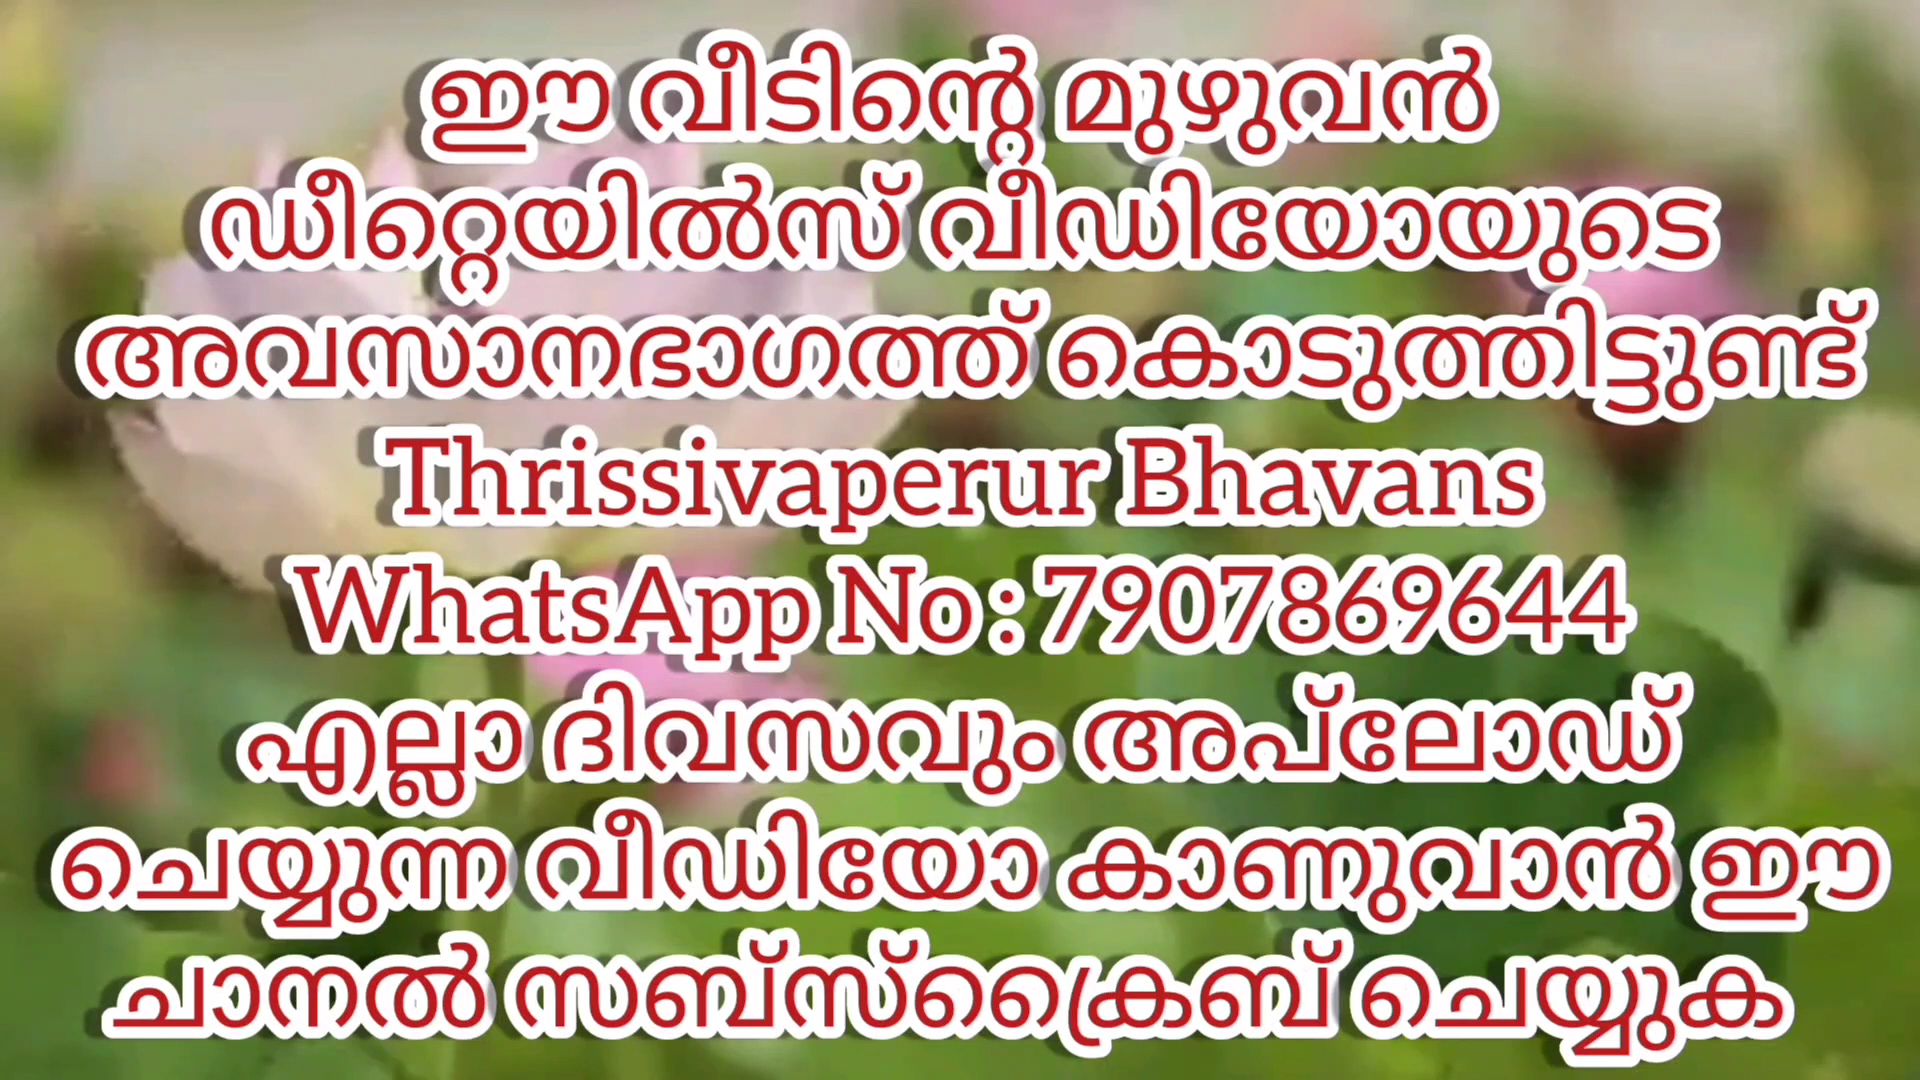 ഈ വീടിന്റെ മുഴുവൻ
ഡീറ്റെയിൽസ് വീഡിയോയുടെ
അവസാനഭാഗത്ത് കൊടുത്തിട്ടുണ്ട്
Thrissivaperur Bhavans
WhatsApp No:7907869644
എല്ലാ ദിവസവും അപ്‌ലോഡ്
ചെയ്യുന്ന വീഡിയോ കാണുവാൻ ഈ
ചാനൽ സബ്സ്ക്രൈബ് ചെയ്യുക